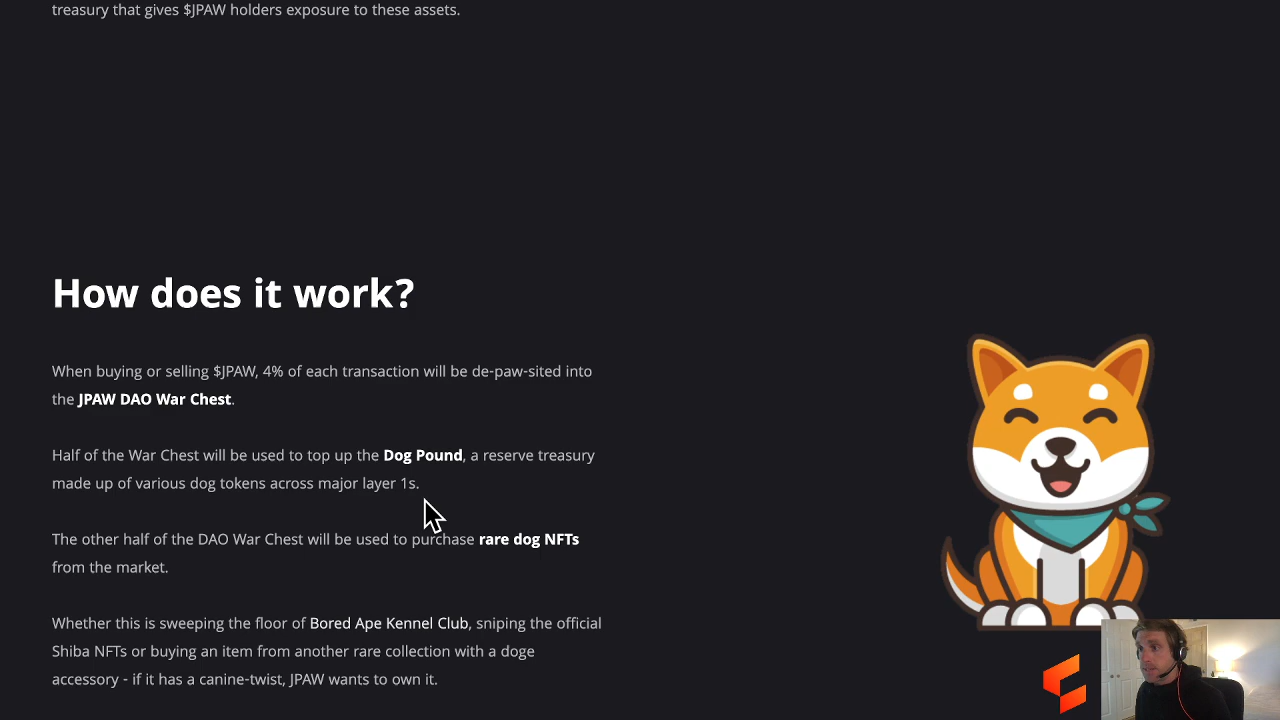 treasury that gives $JPAW holders exposure to these assets.
How does it work?
When buying or selling $JPAW, 4% of each transaction will be de-paw-sited into
the JPAW DAO War Chest.
Half of the War Chest will be used to top up the Dog Pound, a reserve treasury
made up of various dog tokens across major layer 1s.
The other half of the DAO War Chest will be used to purchase rare dog NFTs
from the market.
Whether this is sweeping the floor of Bored Ape Kennel Club, sniping the official
Shiba NFTs or buying an item from another rare collection with a doge
accessory - if it has a canine-twist, JPAW wants to own it.